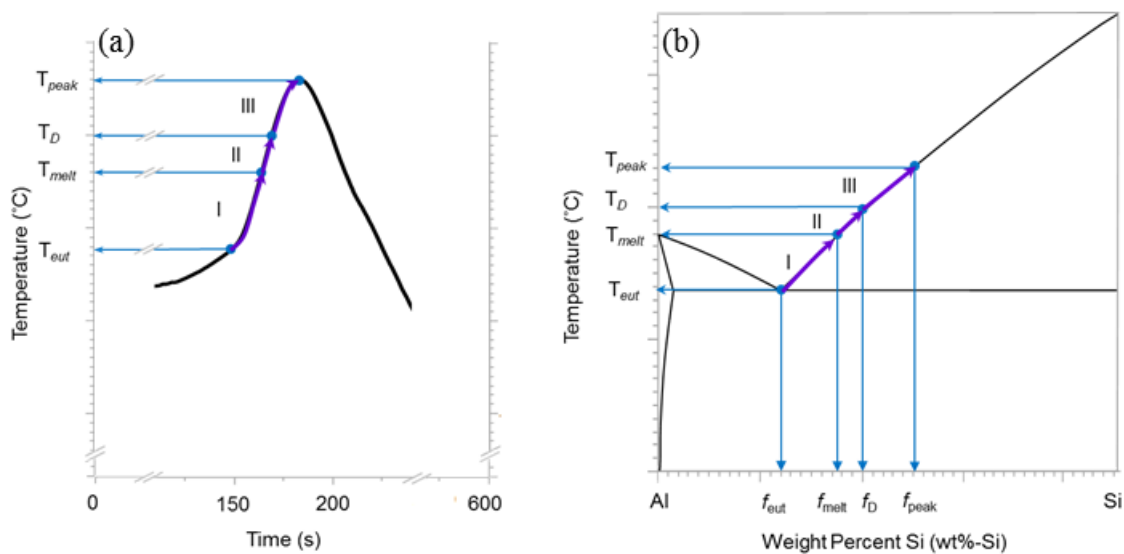 (a)
T_peak
III
T_D
II
T_melt
I
T_eut
Temperature (°C)
0
150
200
600
Time (s)
(b)
T_peak
III
T_D
II
T_melt
I
T_eut
Temperature (°C)
Al
f_eut
f_melt
f_D
f_peak
Si
Weight Percent Si (wt%-Si)